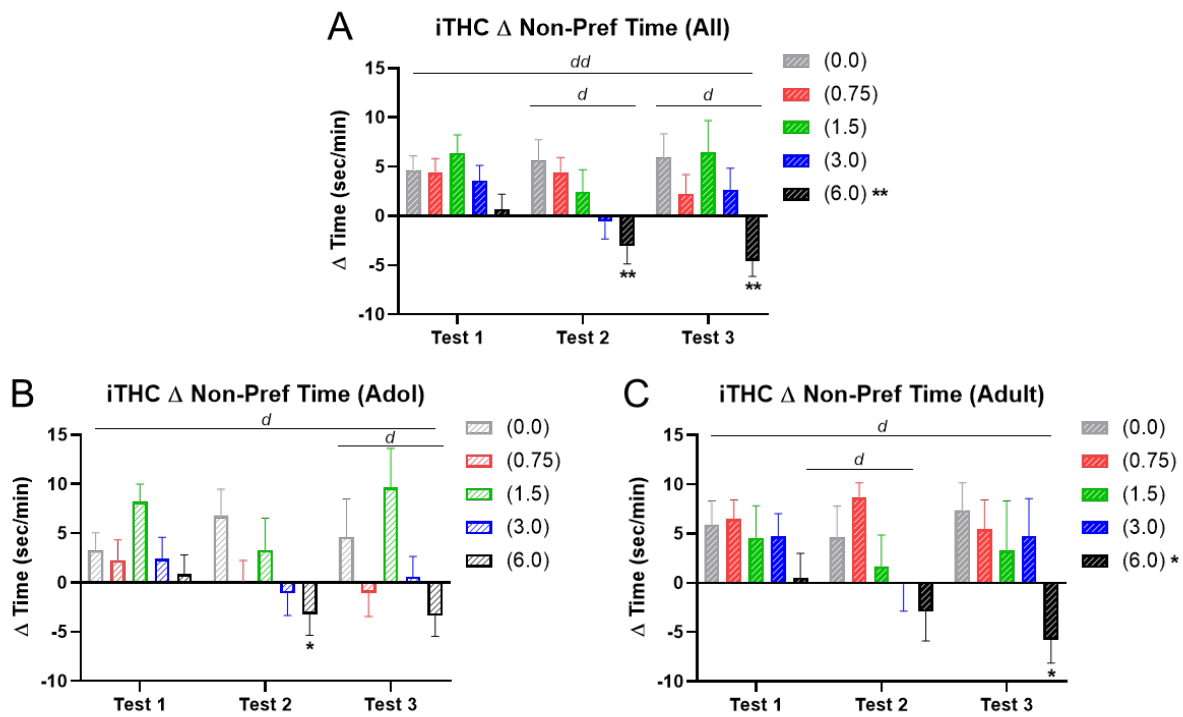 A
iTHC Δ Non-Pref Time (All)
15
10
5
0
-5
-10
Δ Time (sec/min)
dd
d
d
**
**
Test 1
Test 2
Test 3
(0.0)
(0.75)
(1.5)
(3.0)
(6.0) **
B
iTHC Δ Non-Pref Time (Adol)
15
10
5
0
-5
-10
Δ Time (sec/min)
d
d
*
Test 1
Test 2
Test 3
(0.0)
(0.75)
(1.5)
(3.0)
(6.0)
C
iTHC Δ Non-Pref Time (Adult)
15
10
5
0
-5
-10
Δ Time (sec/min)
d
d
*
Test 1
Test 2
Test 3
(0.0)
(0.75)
(1.5)
(3.0)
(6.0) *